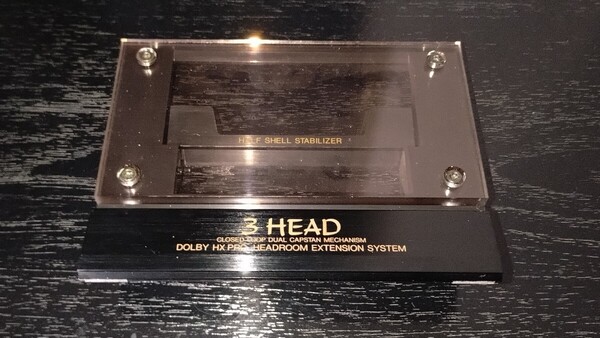 HALF SHELL STABILIZER
3 HEAD
CLOSED LOOP DUAL CAPSTAN MECHANISM
DOLBY HX PRO HEADROOM EXTENSION SYSTEM